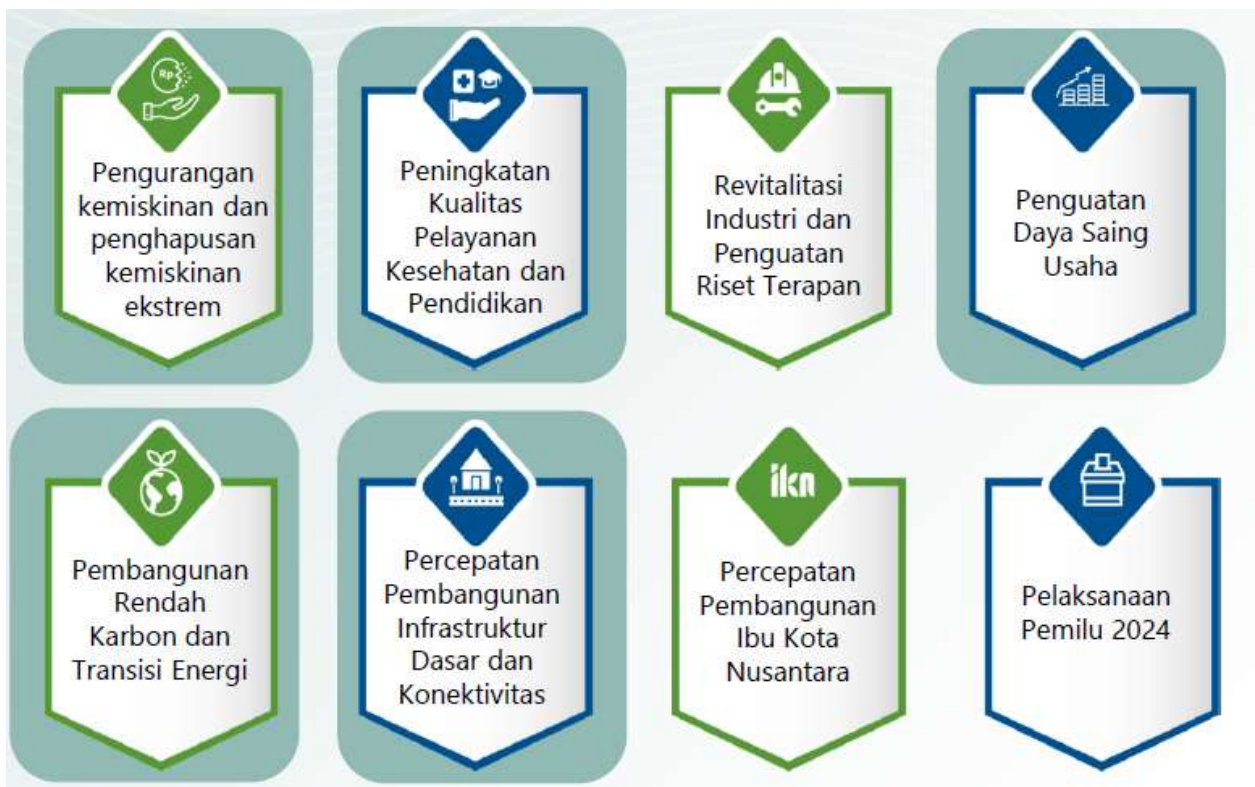 Rp
Pengurangan
kemiskinan dan
penghapusan
kemiskinan
ekstrem
Peningkatan
Kualitas
Pelayanan
Kesehatan dan
Pendidikan
Revitalitasi
Industri dan
Penguatan
Riset Terapan
Penguatan
Daya Saing
Usaha
Pembangunan
Rendah
Karbon dan
Transisi Energi
Percepatan
Pembangunan
Infrastruktur
Dasar dan
Konektivitas
ikn
Percepatan
Pembangunan
Ibu Kota
Nusantara
Pelaksanaan
Pemilu 2024